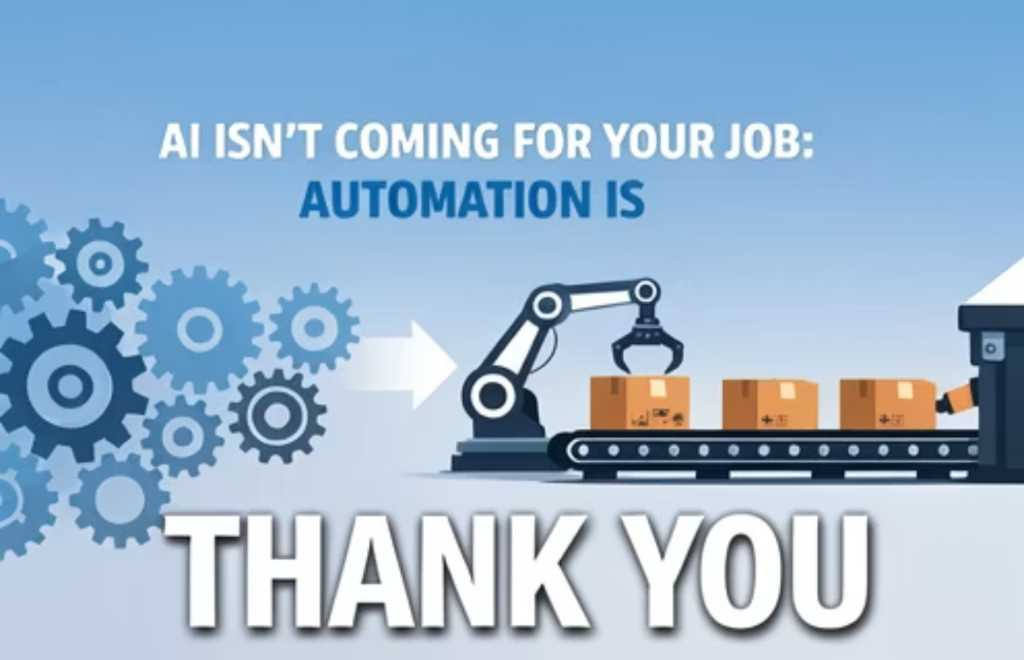 AI ISN'T COMING FOR YOUR JOB:
AUTOMATION IS
THANK YOU